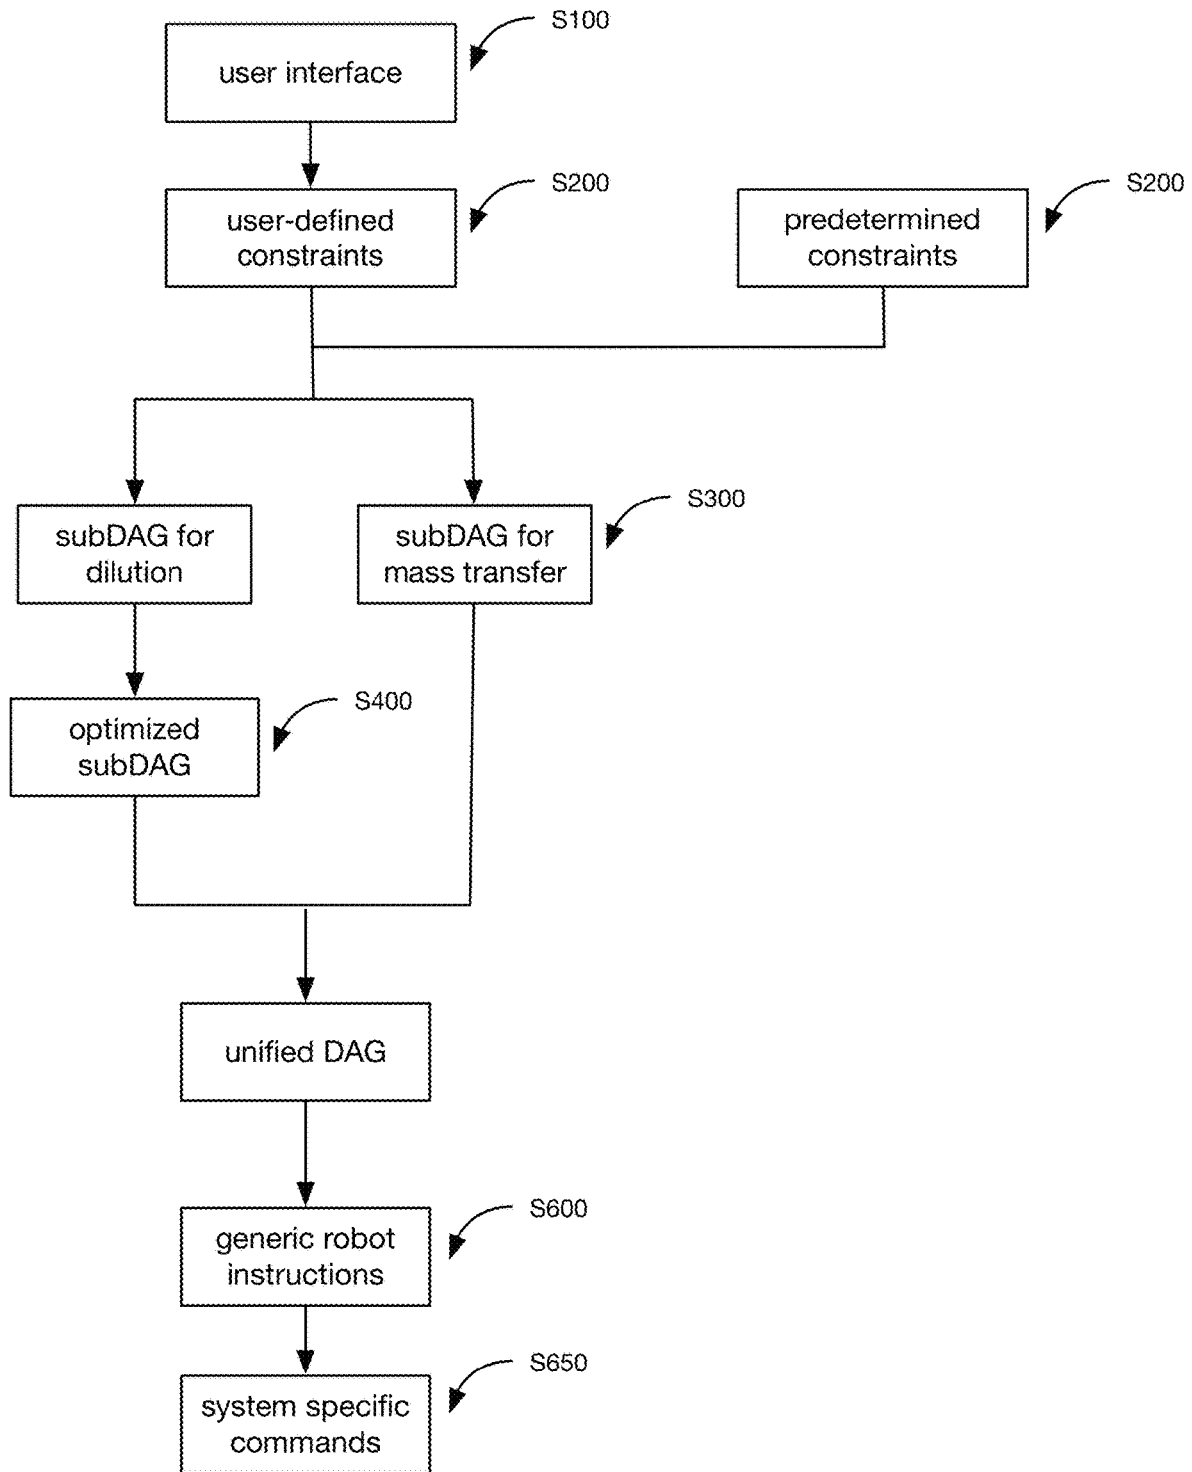 S100
user interface
S200
user-defined
constraints
S200
predetermined
constraints
subDAG for
dilution
subDAG for
mass transfer
S300
S400
optimized
subDAG
unified DAG
S600
generic robot
instructions
S650
system specific
commands